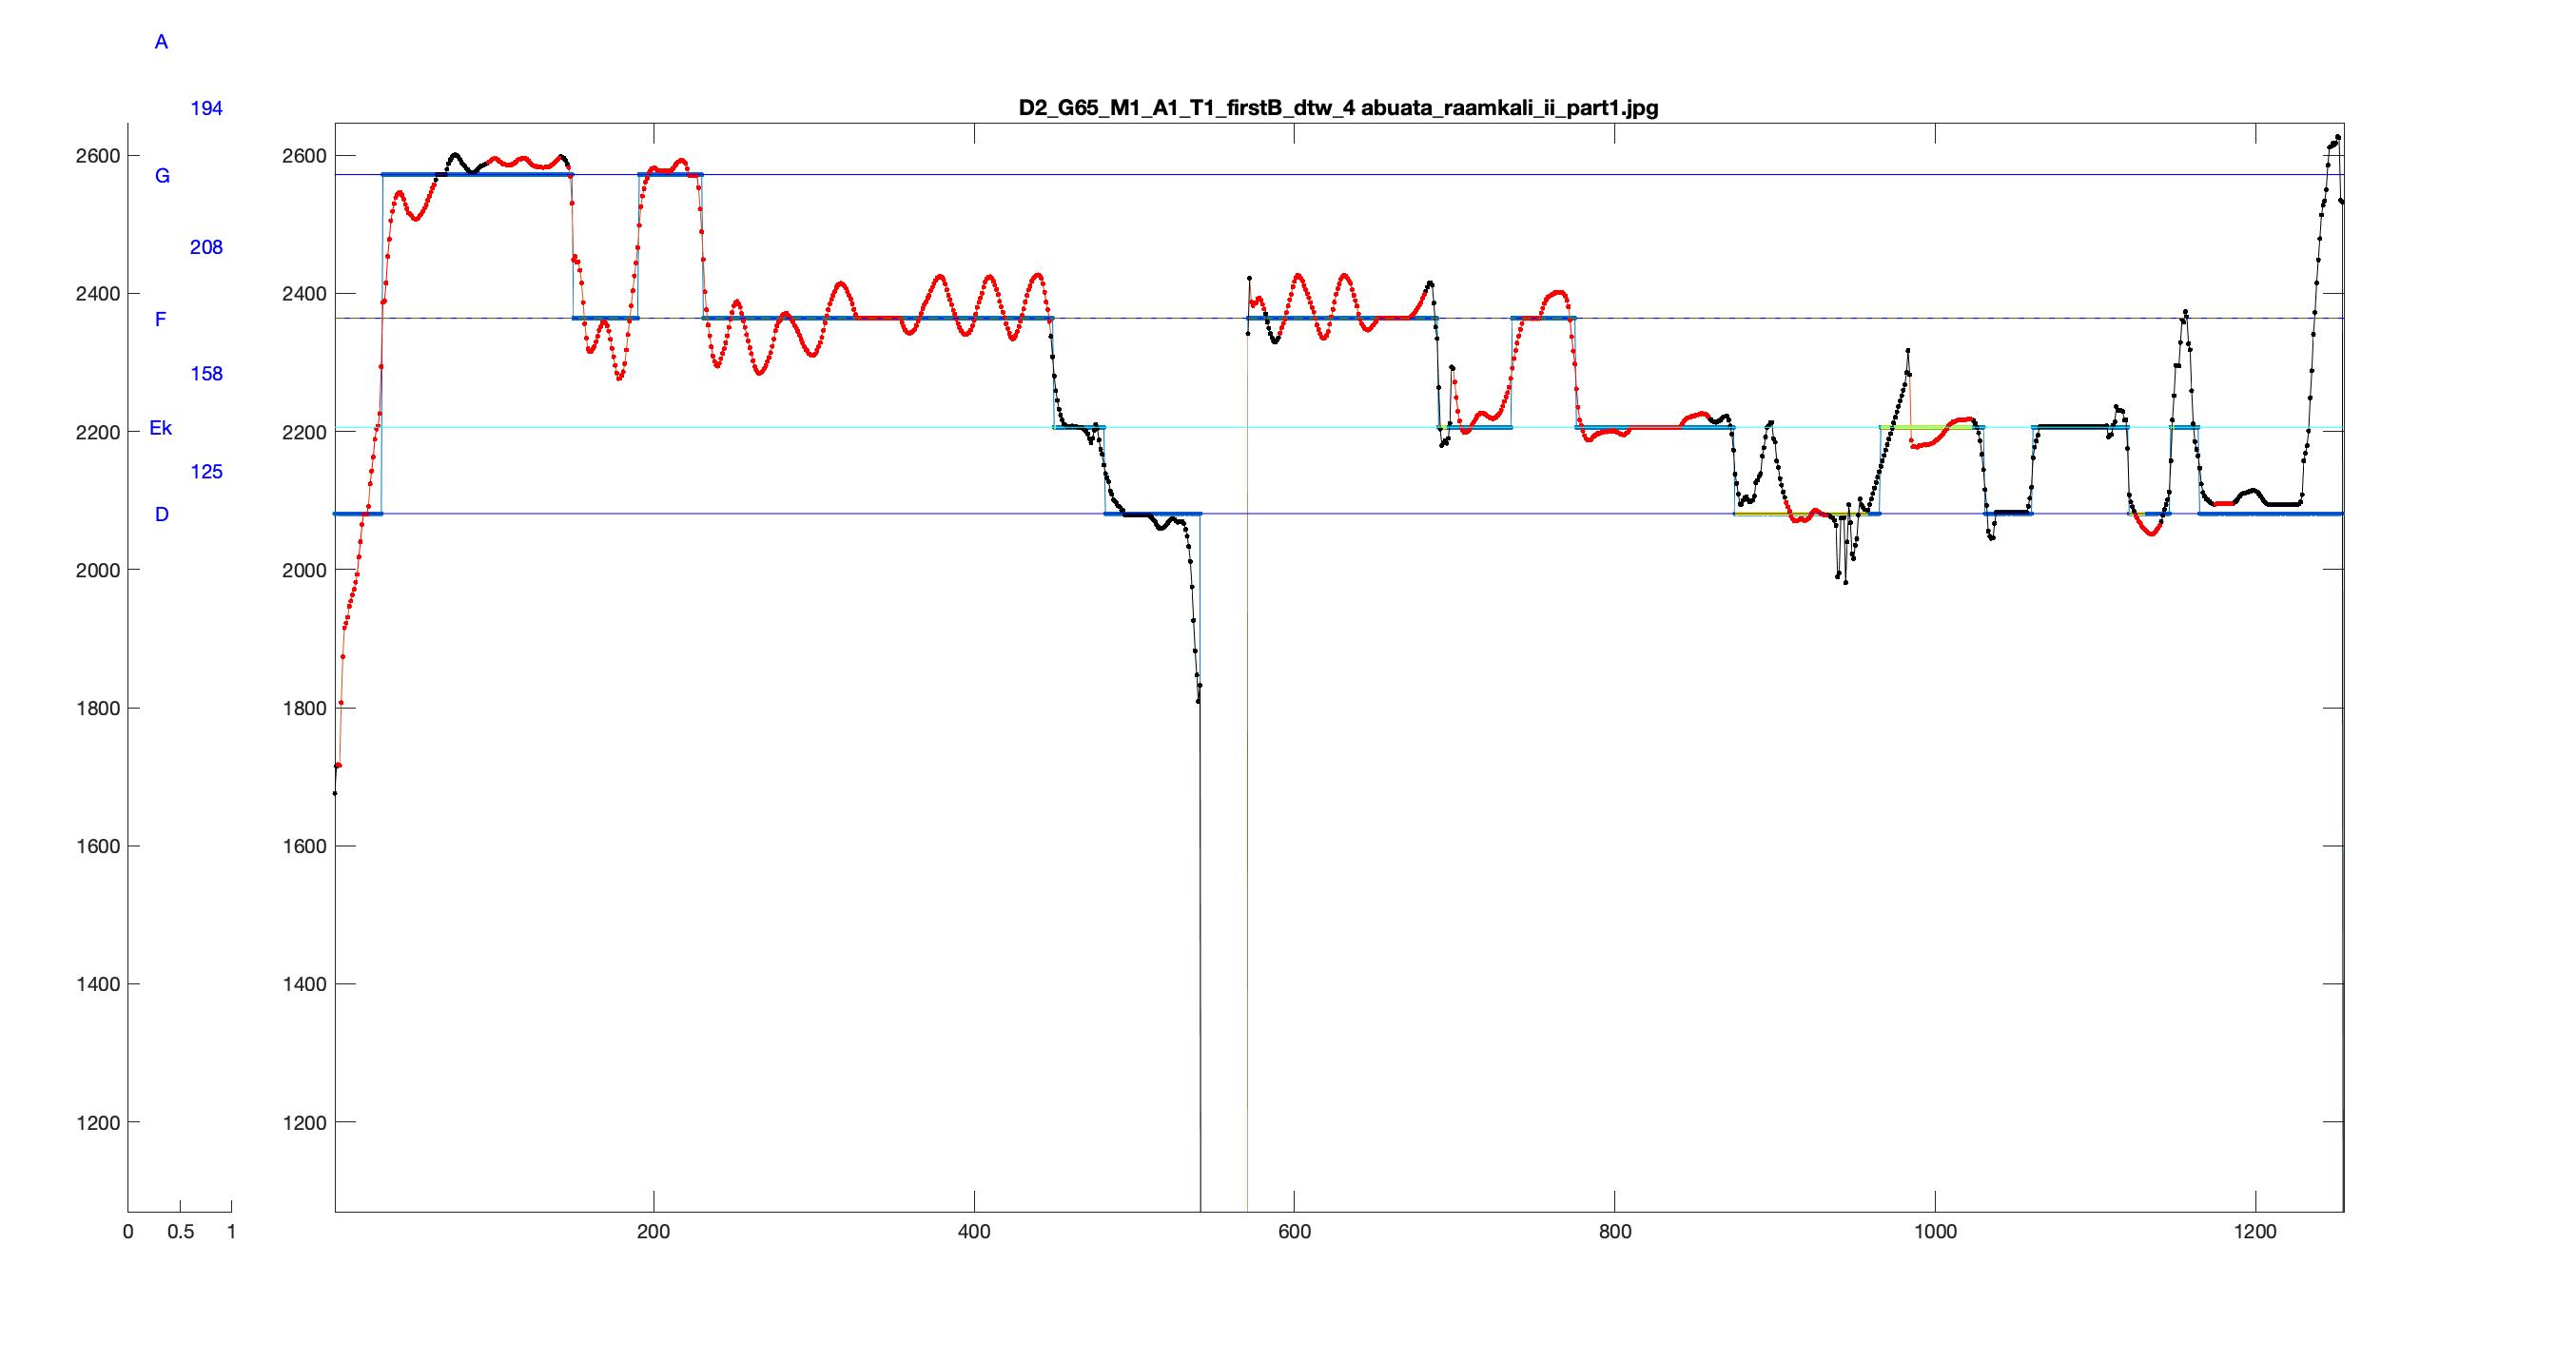 A
194
D2_G65_M1_A1_T1_firstB_dtw_4 abuata_raamkali_ii_part1.jpg
2600 2600
G
208
2400 2400
F
158
2200 Ek 2200
125
D
2000 2000
1800 1800
1600 1600
1400 1400
1200 1200
0 0.5 1 200 400 600 800 1000 1200